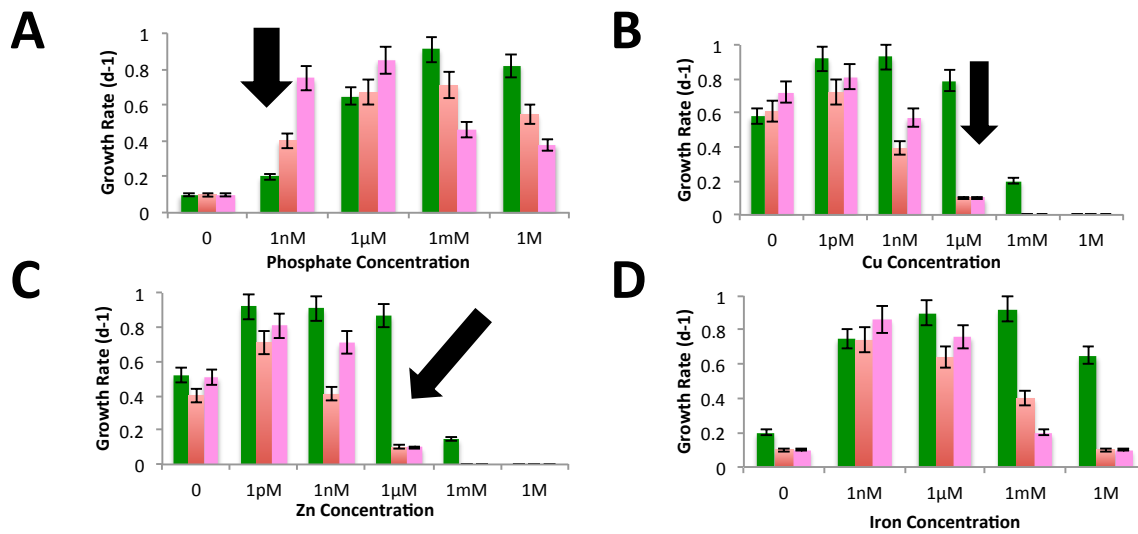 A
Growth Rate (d-1)
1
0.8
0.6
0.4
0.2
0
0 1nM 1μM 1mM 1M
Phosphate Concentration
B
Growth Rate (d-1)
1
0.8
0.6
0.4
0.2
0
0 1pM 1nM 1μM 1mM 1M
Cu Concentration
C
Growth Rate (d-1)
1
0.8
0.6
0.4
0.2
0
0 1pM 1nM 1μM 1mM 1M
Zn Concentration
D
Growth Rate (d-1)
1
0.8
0.6
0.4
0.2
0
0 1nM 1μM 1mM 1M
Iron Concentration